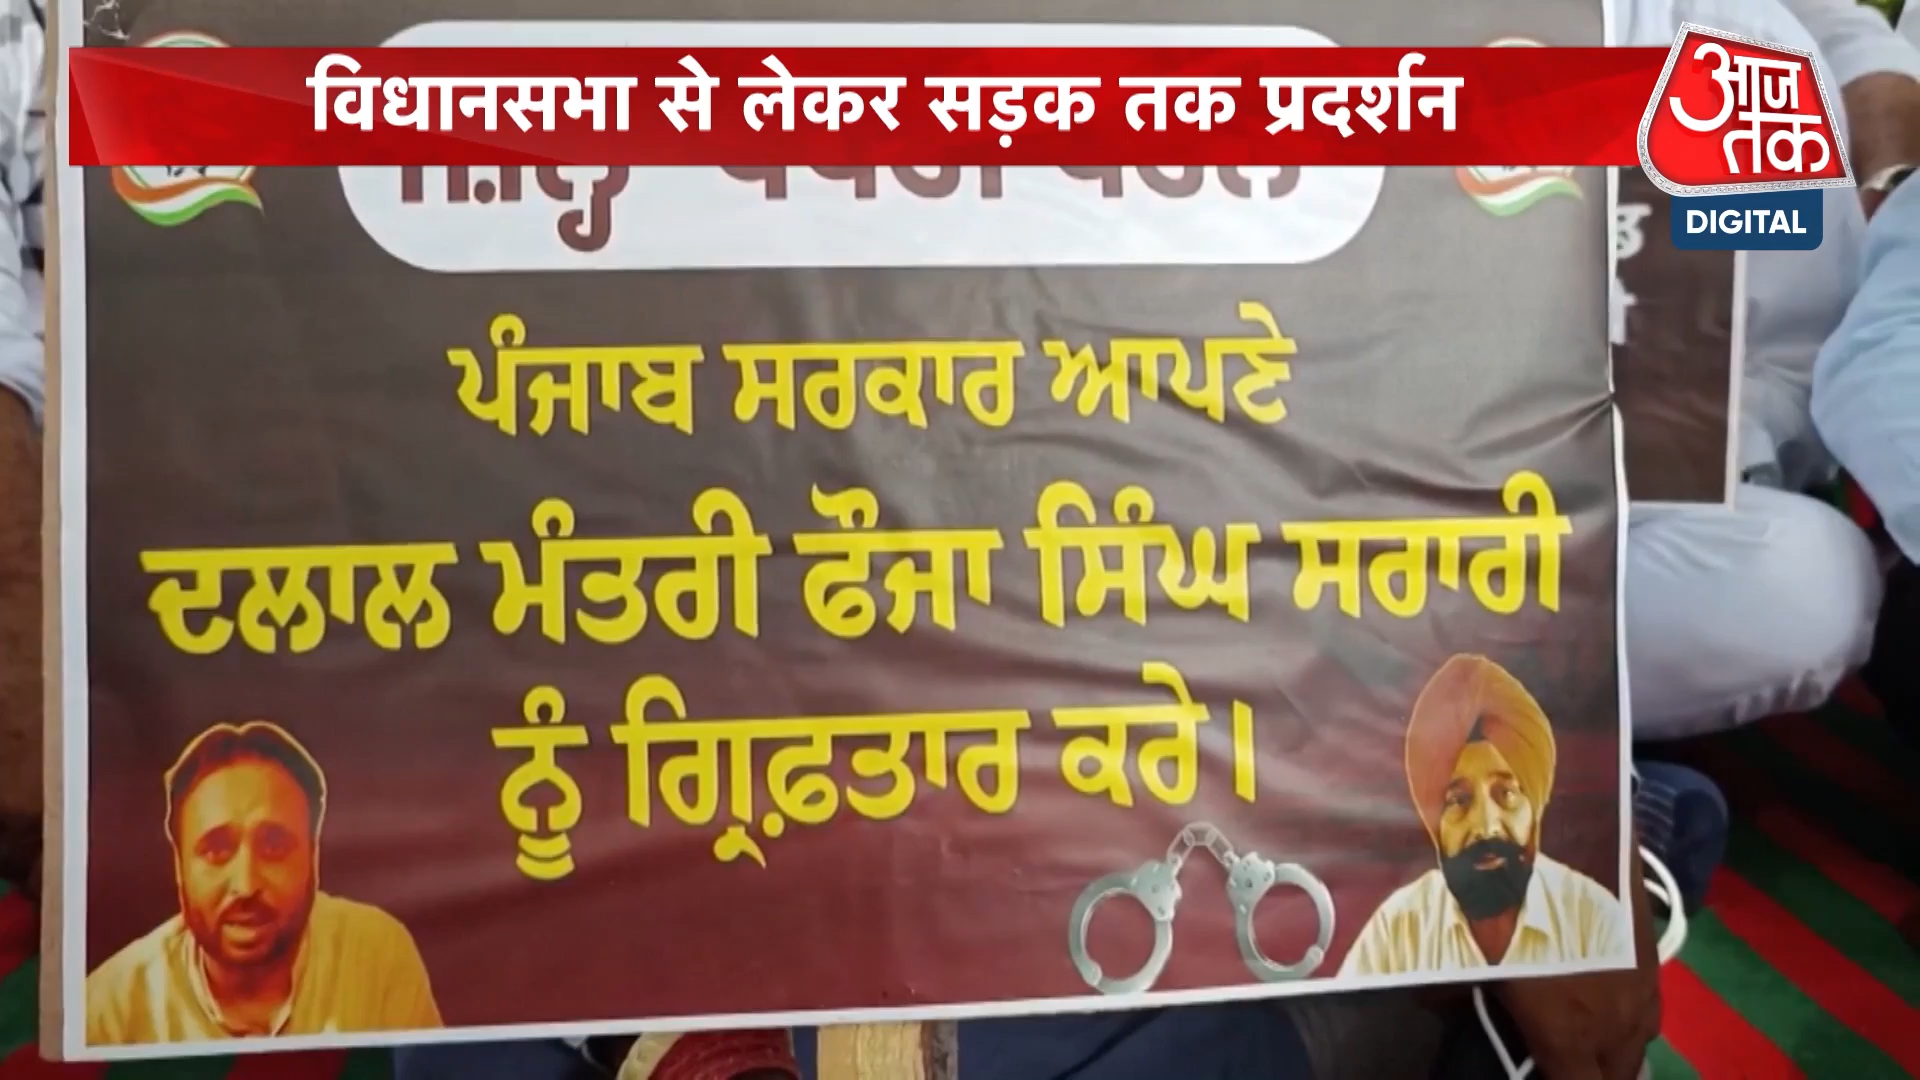 विधानसभा से लेकर सड़क तक प्रदर्शन
आज
तक
DIGITAL
ਪੰਜਾਬ ਸਰਕਾਰ ਆਪਣੇ
ਦਲਾਲ ਮੰਤਰੀ ਫੌਜਾ ਸਿੰਘ ਸਰਾਰੀ
ਨੂੰ ਗ੍ਰਿਫ਼ਤਾਰ ਕਰੇ।